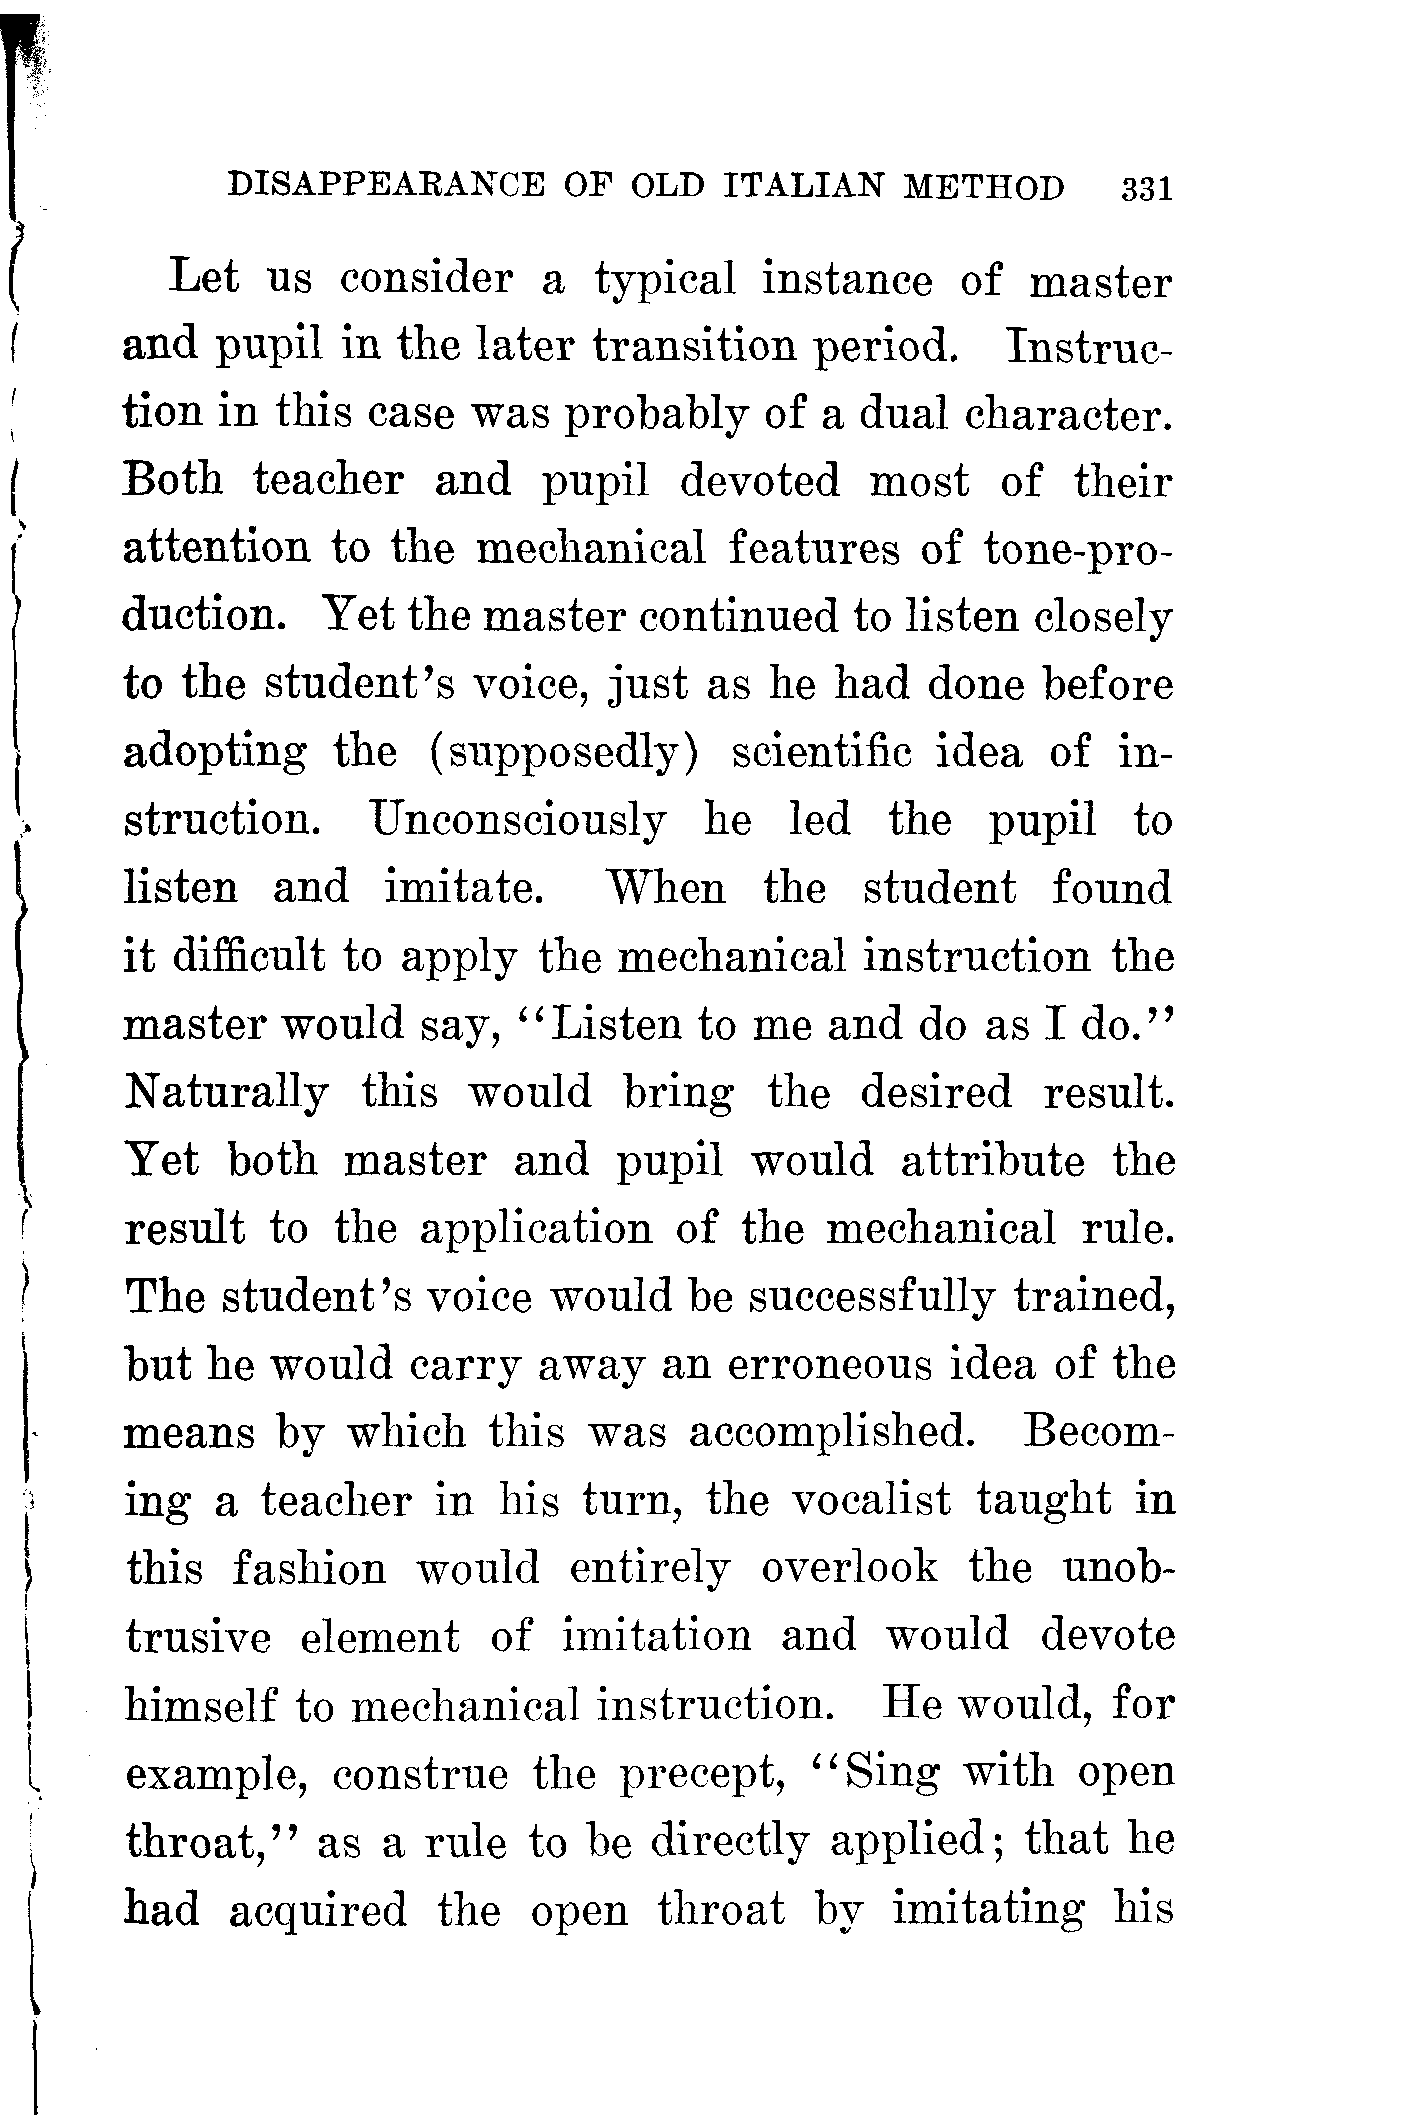 DISAPPEARANCE OF OLD ITALIAN METHOD 331
Let us consider a typical instance of master
and pupil in the later transition period. Instruc-
tion in this case was probably of a dual character.
Both teacher and pupil devoted most of their
attention to the mechanical features of tone-pro-
duction. Yet the master continued to listen closely
to the student's voice, just as he had done before
adopting the (supposedly) scientific idea of in-
struction. Unconsciously he led the pupil to
listen and imitate. When the student found
it difficult to apply the mechanical instruction the
master would say, "Listen to me and do as I do."
Naturally this would bring the desired result.
Yet both master and pupil would attribute the
result to the application of the mechanical rule.
The student's voice would be successfully trained,
but he would carry away an erroneous idea of the
means by which this was accomplished. Becom-
ing a teacher in his turn, the vocalist taught in
this fashion would entirely overlook the unob-
trusive element of imitation and would devote
himself to mechanical instruction. He would, for
example, construe the precept, "Sing with open
throat," as a rule to be directly applied; that he
had acquired the open throat by imitating his